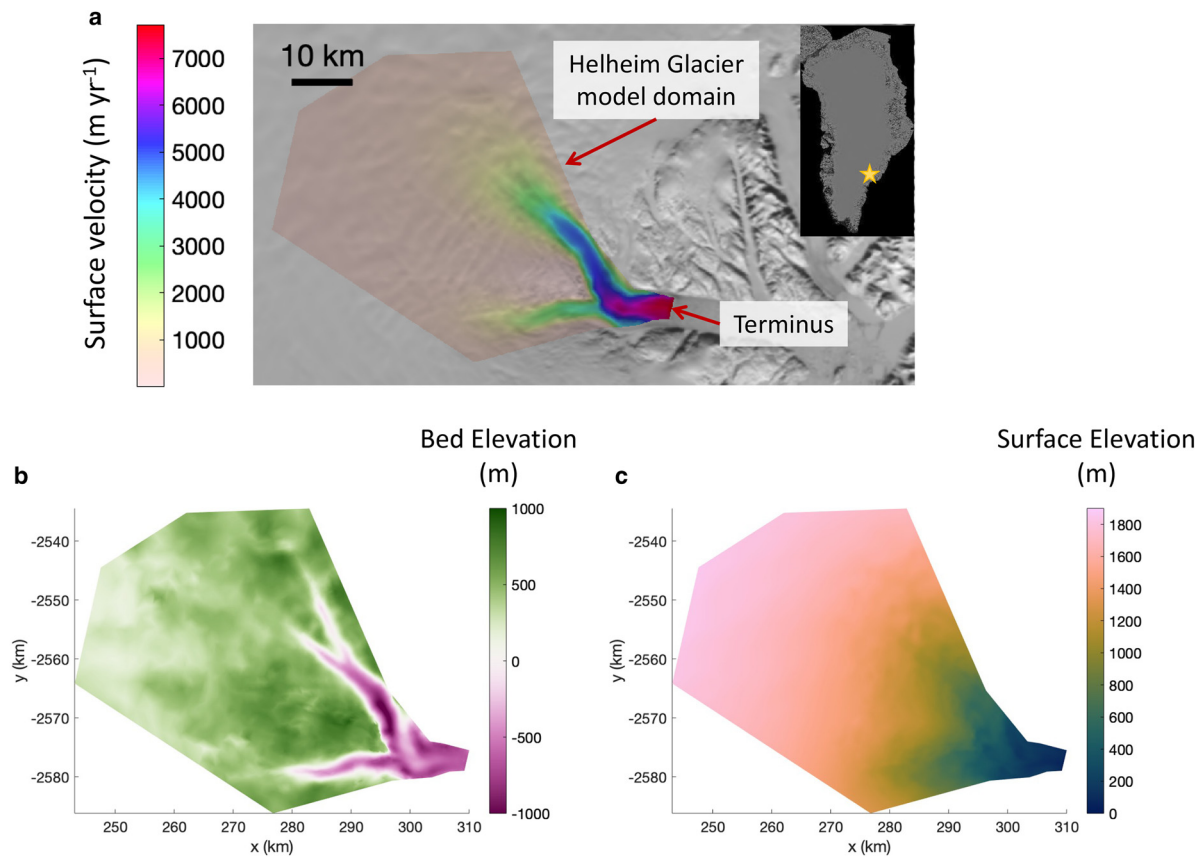 a
Surface velocity (m yr-1)
7000
6000
5000
4000
3000
2000
1000
10 km
Helheim Glacier
model domain
Terminus
b
Bed Elevation
(m)
1000
500
0
-500
-1000
y (km)
-2540
-2550
-2560
-2570
-2580
250
260
270
280
290
300
310
x (km)
c
Surface Elevation
(m)
1800
1600
1400
1200
1000
800
600
400
200
0
y (km)
-2540
-2550
-2560
-2570
-2580
250
260
270
280
290
300
310
x (km)